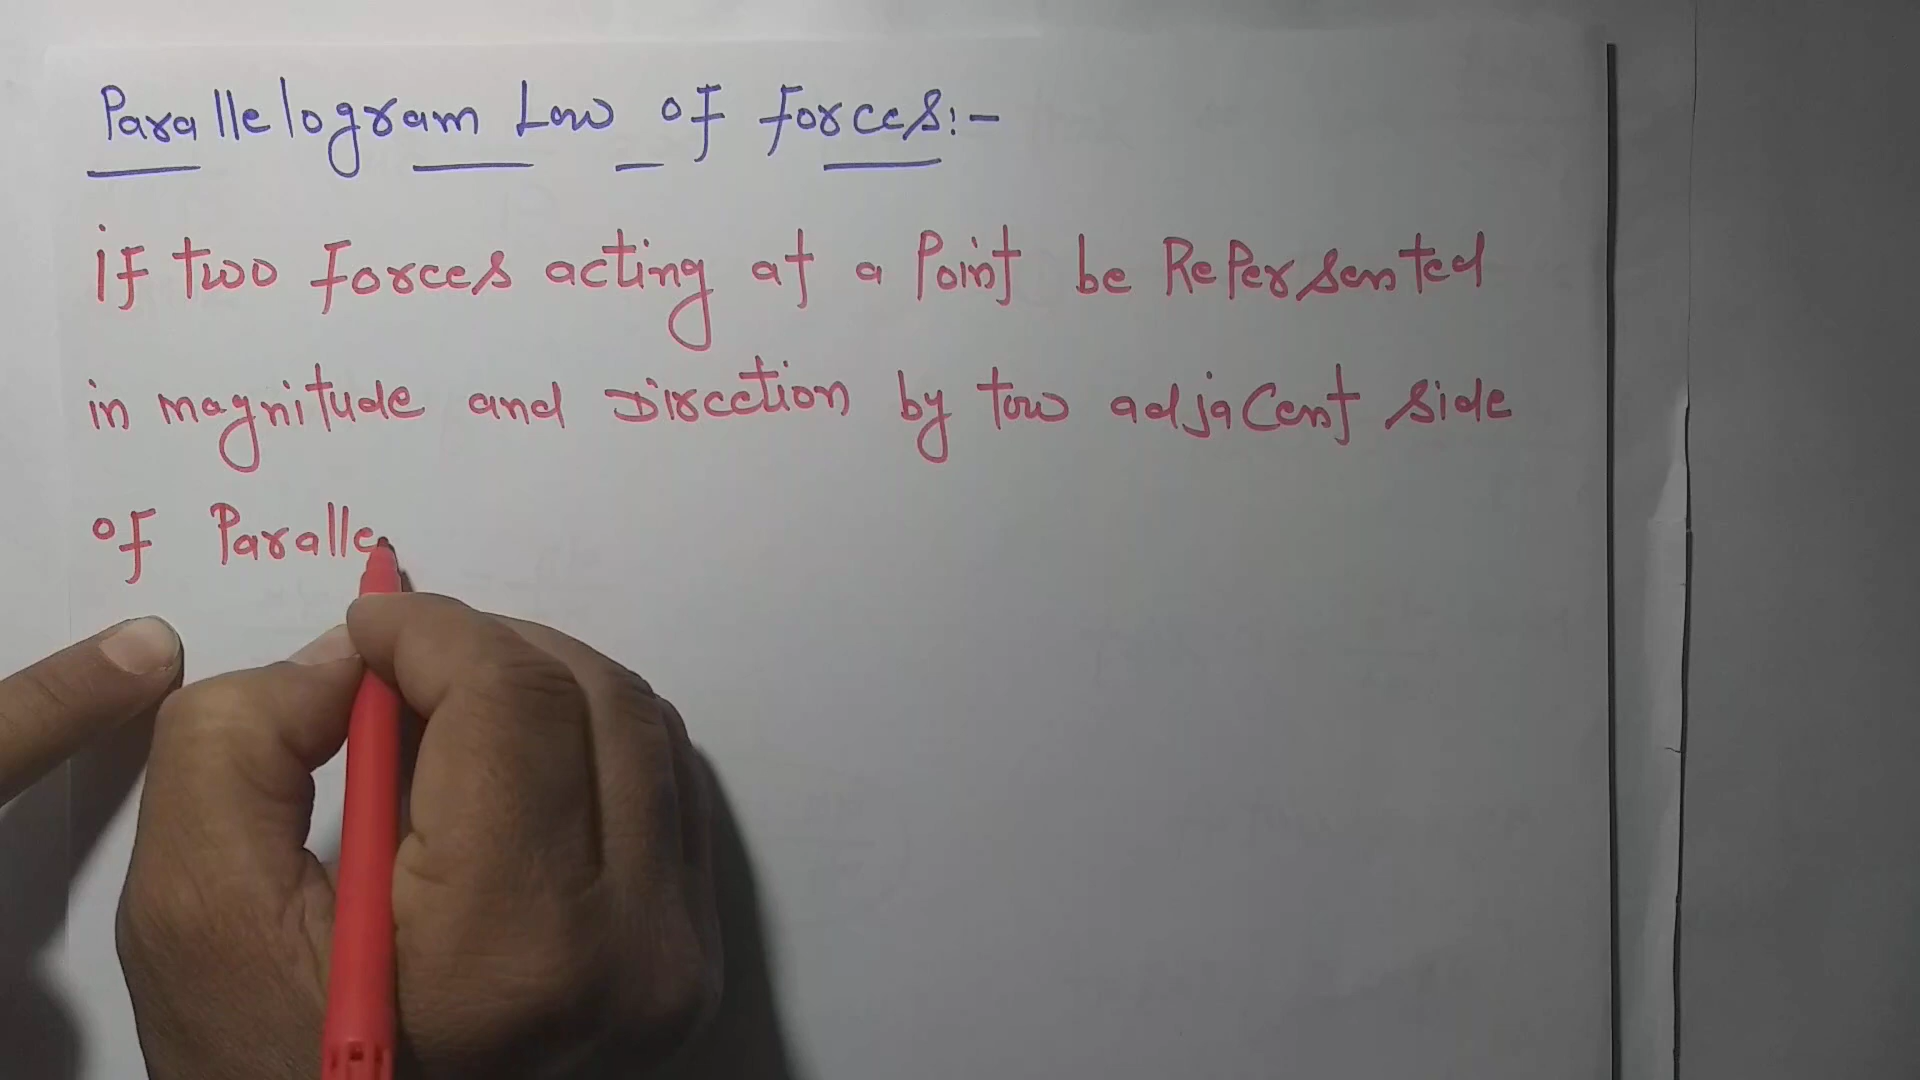 Parallelogram Low of forces:-
if two forces acting at a Point be Repersented
in magnitude and Direction by tow adjacent side
of Paralle